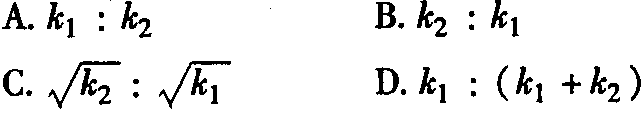 A. k₁ : k₂ B. k₂ : k₁
C. √k₂ : √k₁ D. k₁ : (k₁ + k₂)